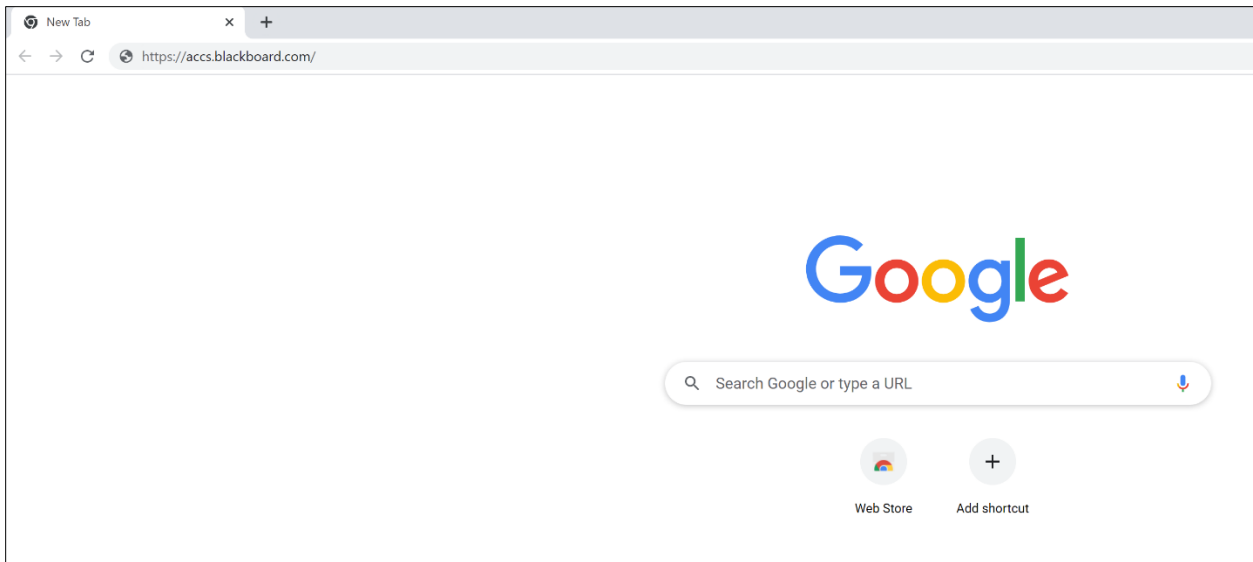 New Tab
https://accs.blackboard.com/
Google
Search Google or type a URL
Web Store Add shortcut